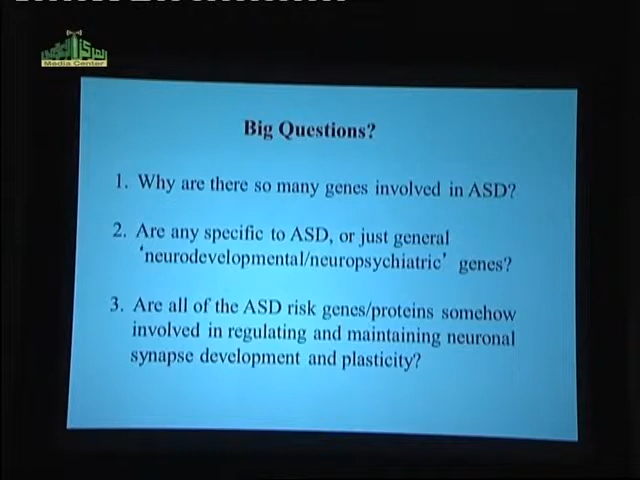 المركز الإعلامي
Media Center
Big Questions?
1. Why are there so many genes involved in ASD?
2. Are any specific to ASD, or just general
'neurodevelopmental/neuropsychiatric' genes?
3. Are all of the ASD risk genes/proteins somehow
involved in regulating and maintaining neuronal
synapse development and plasticity?